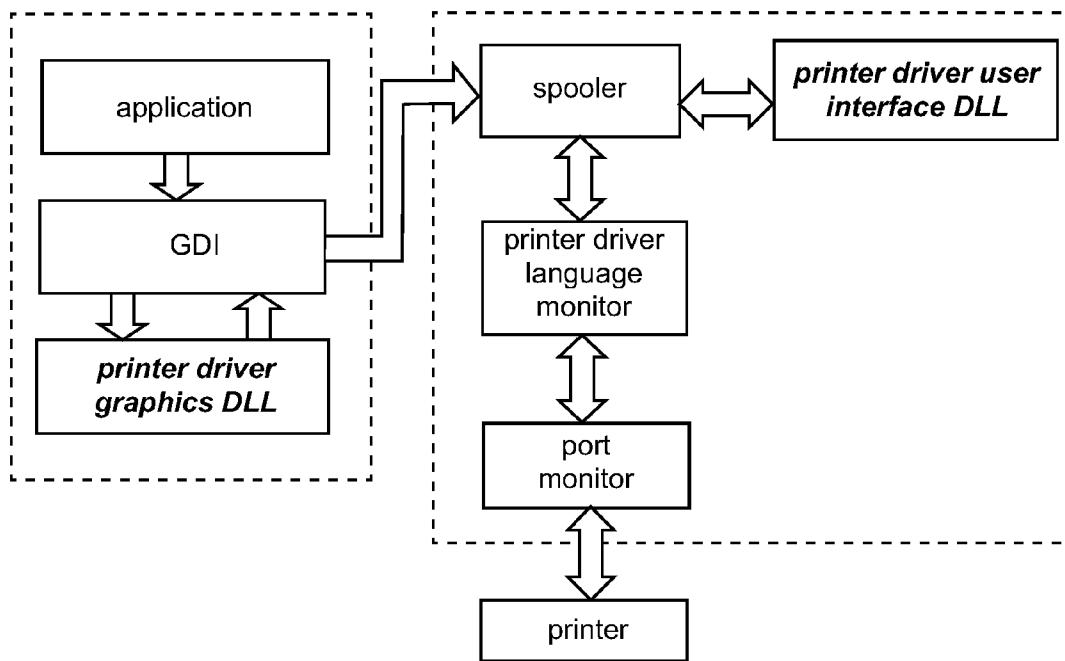 application
GDI
printer driver
graphics DLL
spooler
printer driver user
interface DLL
printer driver
language
monitor
port
monitor
printer